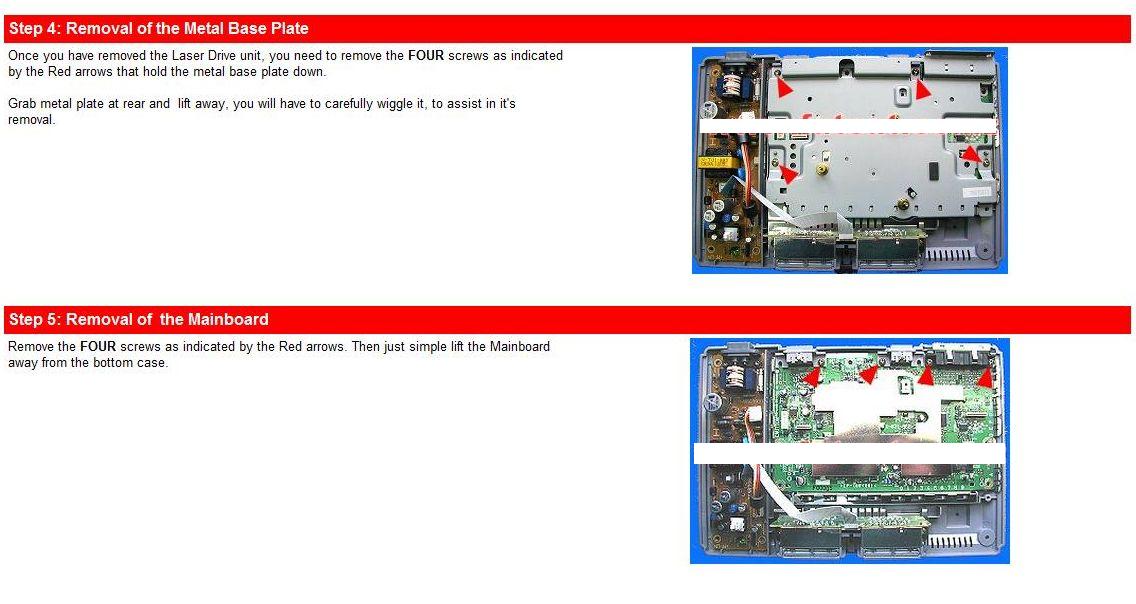 Step 4: Removal of the Metal Base Plate
Once you have removed the Laser Drive unit, you need to remove the FOUR screws as indicated
by the Red arrows that hold the metal base plate down.
Grab metal plate at rear and lift away, you will have to carefully wiggle it, to assist in it's
removal.
Step 5: Removal of the Mainboard
Remove the FOUR screws as indicated by the Red arrows. Then just simple lift the Mainboard
away from the bottom case.